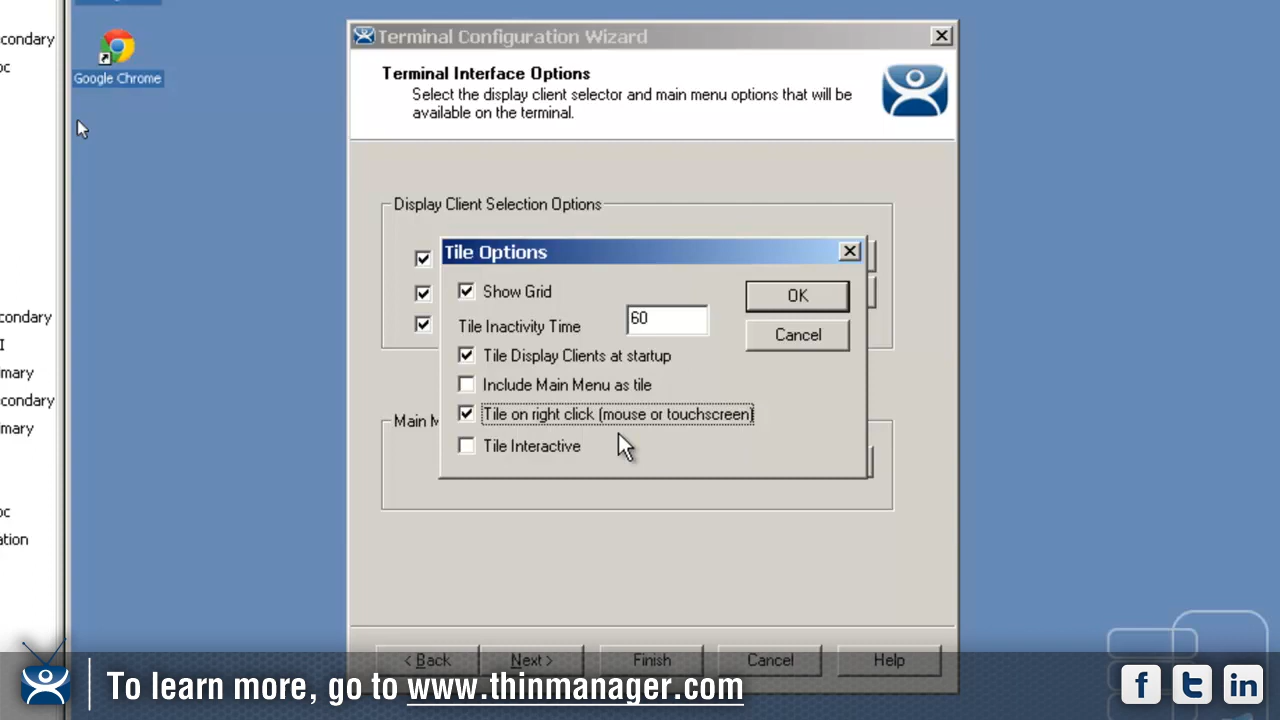 condary
Google Chrome
oc
condary
I
mary
condary
mary
oc
ation
Terminal Configuration Wizard
Terminal Interface Options
Select the display client selector and main menu options that will be
available on the terminal.
Display Client Selection Options
Tile Options
Show Grid
OK
Tile Inactivity Time
60
Cancel
Tile Display Clients at startup
Include Main Menu as tile
Main M
Tile on right click (mouse or touchscreen)
Tile Interactive
< Back
Next >
Finish
Cancel
Help
To learn more, go to www.thinmanager.com
f
t
in